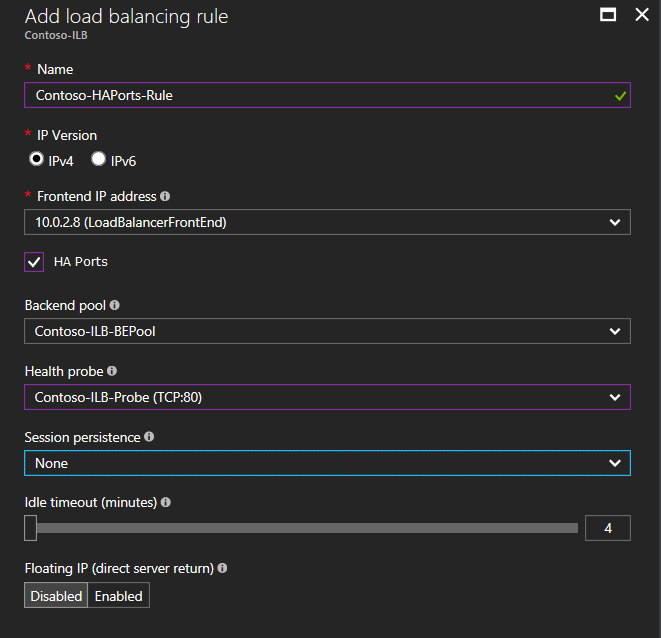 Add load balancing rule
Contoso-ILB
* Name
Contoso-HAPorts-Rule
* IP Version
IPv4 IPv6
* Frontend IP address
10.0.2.8 (LoadBalancerFrontEnd)
HA Ports
Backend pool
Contoso-ILB-BEPool
Health probe
Contoso-ILB-Probe (TCP:80)
Session persistence
None
Idle timeout (minutes)
4
Floating IP (direct server return)
Disabled Enabled